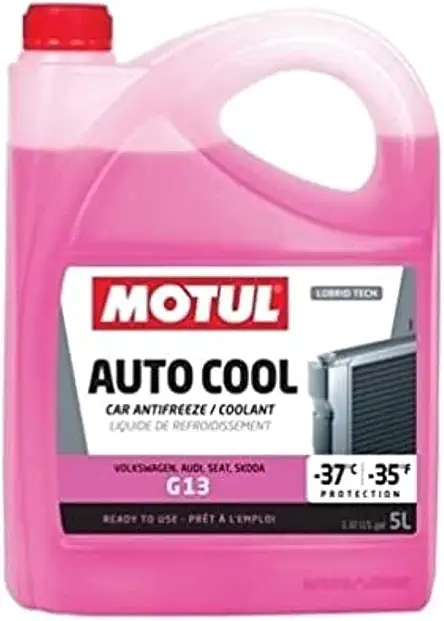 MOTUL
LOBRID TECH
AUTO COOL
CAR ANTIFREEZE / COOLANT
LIQUIDE DE REFROIDISSEMENT
VOLKSWAGEN, AUDI, SEAT, SKODA
G13
-37°C -35°F
PROTECTION
READY TO USE - PRÊT À L'EMPLOI
5L